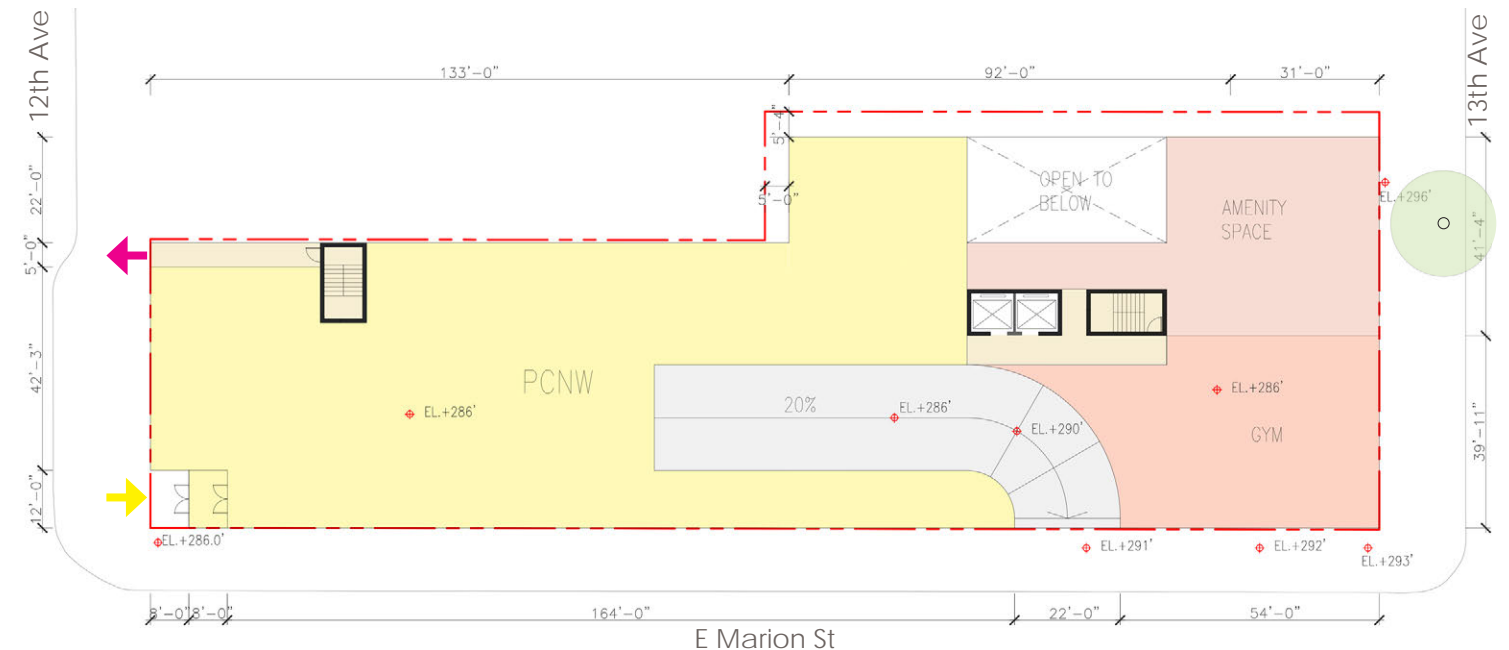 12th Ave
13th Ave
133'-0"
92'-0"
31'-0"
5'-4"
5'-0"
22'-0"
5'-0"
42'-3"
12'-0"
OPEN TO
BELOW
AMENITY
SPACE
EL.+296'
41'-4"
PCNW
EL.+286'
20%
EL.+286'
EL.+290'
EL.+286'
GYM
39'-11"
EL.+286.0'
EL.+291'
EL.+292'
EL.+293'
8'-0"
8'-0"
164'-0"
22'-0"
54'-0"
E Marion St